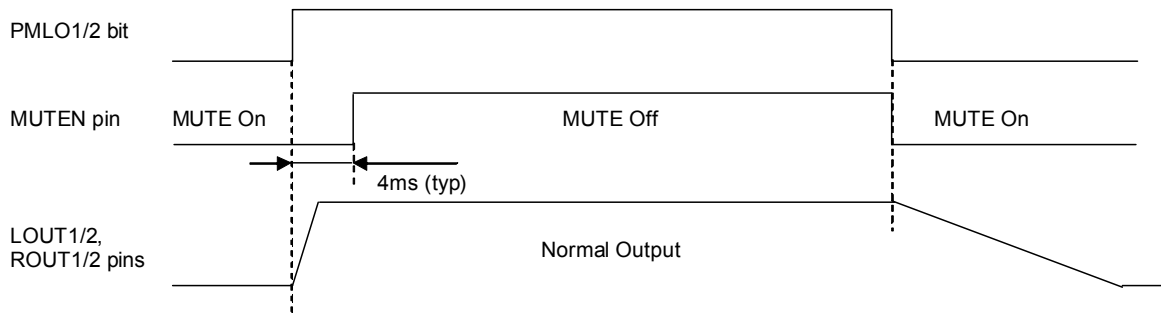 PMLO1/2 bit
MUTEN pin
MUTE On
MUTE Off
MUTE On
4ms (typ)
LOUT1/2,
ROUT1/2 pins
Normal Output